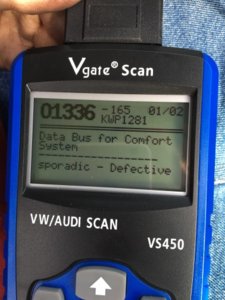 Vgate® Scan
01336 -165 01/02
KWP1281
Data Bus for Comfort
System
--------------------
sporadic - Defective
VW/AUDI SCAN
VS450